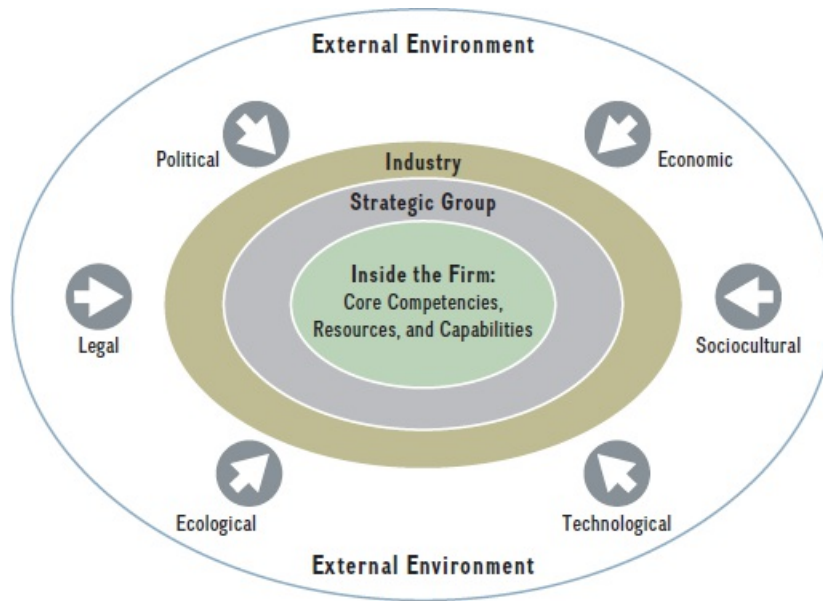 External Environment
Political
Economic
Industry
Strategic Group
Inside the Firm:
Core Competencies,
Resources, and Capabilities
Legal
Sociocultural
Ecological
Technological
External Environment